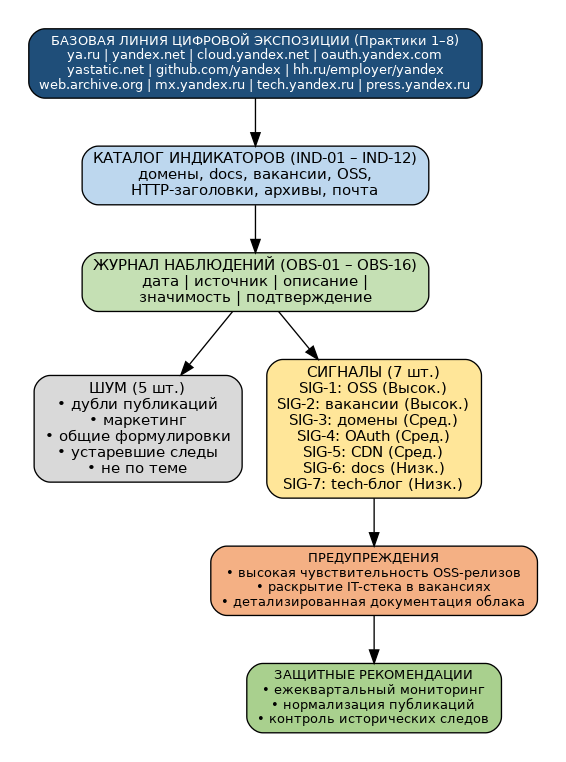 БАЗОВАЯ ЛИНИЯ ЦИФРОВОЙ ЭКСПОЗИЦИИ (Практики 1–8)
ya.ru | yandex.net | cloud.yandex.net | oauth.yandex.com
yastatic.net | github.com/yandex | hh.ru/employer/yandex
web.archive.org | mx.yandex.ru | tech.yandex.ru | press.yandex.ru
КАТАЛОГ ИНДИКАТОРОВ (IND-01 – IND-12)
домены, docs, вакансии, OSS,
HTTP-заголовки, архивы, почта
ЖУРНАЛ НАБЛЮДЕНИЙ (OBS-01 – OBS-16)
дата | источник | описание |
значимость | подтверждение
ШУМ (5 шт.)
• дубли публикаций
• маркетинг
• общие формулировки
• устаревшие следы
• не по теме
СИГНАЛЫ (7 шт.)
SIG-1: OSS (Высок.)
SIG-2: вакансии (Высок.)
SIG-3: домены (Сред.)
SIG-4: OAuth (Сред.)
SIG-5: CDN (Сред.)
SIG-6: docs (Низк.)
SIG-7: tech-блог (Низк.)
ПРЕДУПРЕЖДЕНИЯ
• высокая чувствительность OSS-релизов
• раскрытие IT-стека в вакансиях
• детализированная документация облака
ЗАЩИТНЫЕ РЕКОМЕНДАЦИИ
• ежеквартальный мониторинг
• нормализация публикаций
• контроль исторических следов